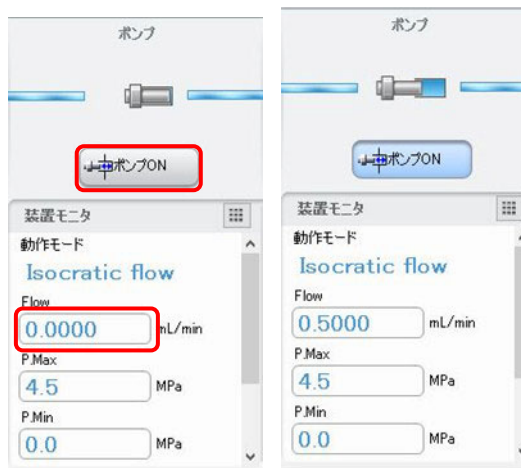 ポンプ
ポンプON
装置モニタ
動作モード
Isocratic flow
Flow
0.0000 mL/min
P.Max
4.5 MPa
P.Min
0.0 MPa
ポンプ
ポンプON
装置モニタ
動作モード
Isocratic flow
Flow
0.5000 mL/min
P.Max
4.5 MPa
P.Min
0.0 MPa